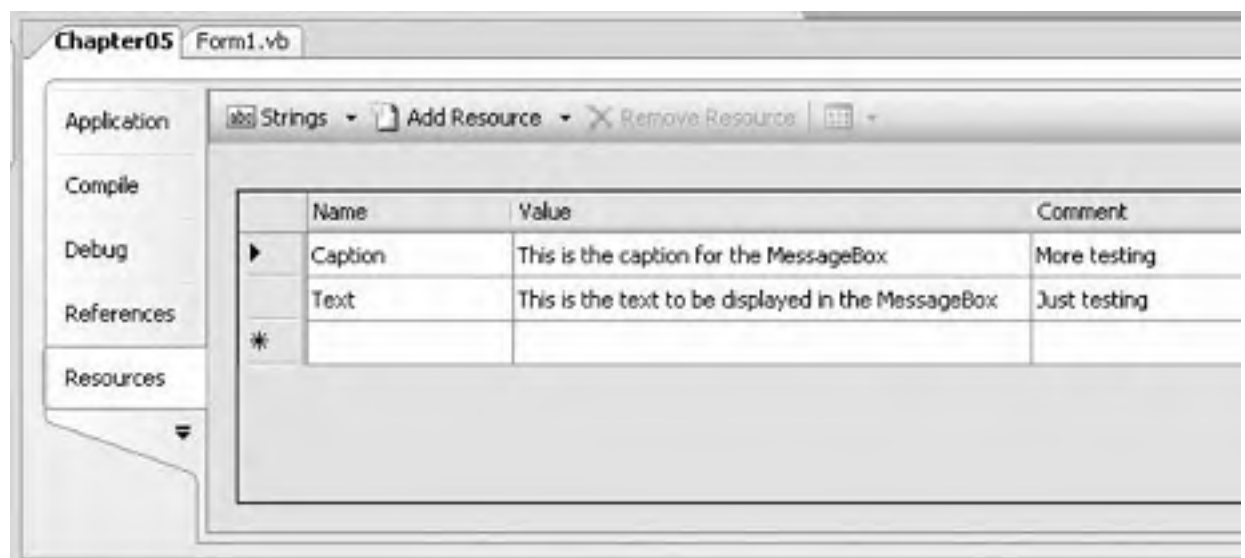 Chapter05 Form1.vb
Application
Compile
Debug
References
Resources
abc Strings Add Resource Remove Resource
Name Value Comment
Caption This is the caption for the MessageBox More testing
Text This is the text to be displayed in the MessageBox Just testing